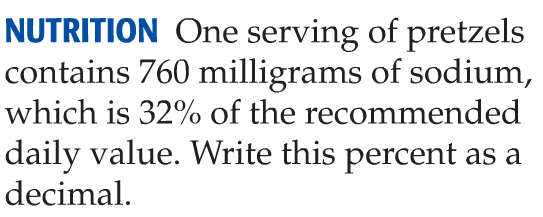 NUTRITION One serving of pretzels
contains 760 milligrams of sodium,
which is 32% of the recommended
daily value. Write this percent as a
decimal.